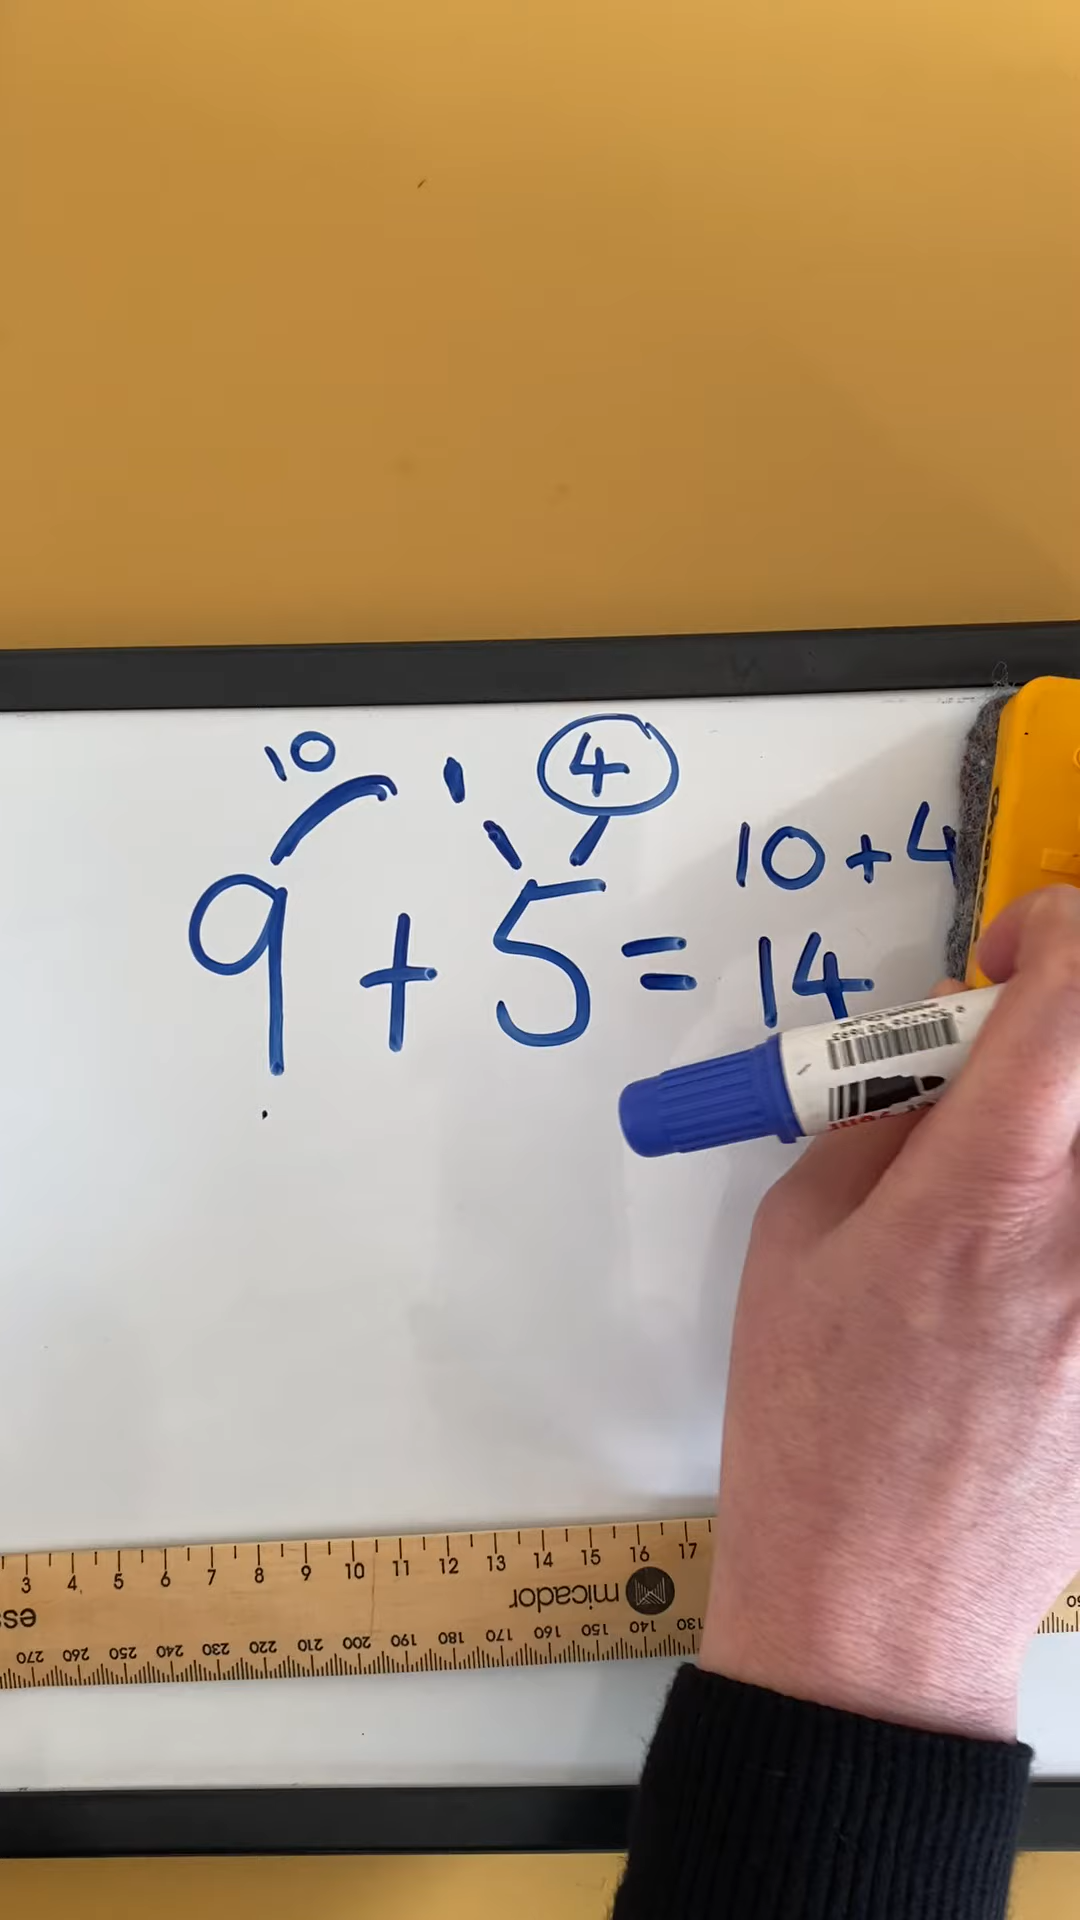 10 1 4
10 + 4
9 + 5 = 14
3 4 5 6 7 8 9 10 11 12 13 14 15 16 17
micador
ess
270 260 250 240 230 220 210 200 190 180 170 160 150 140 130